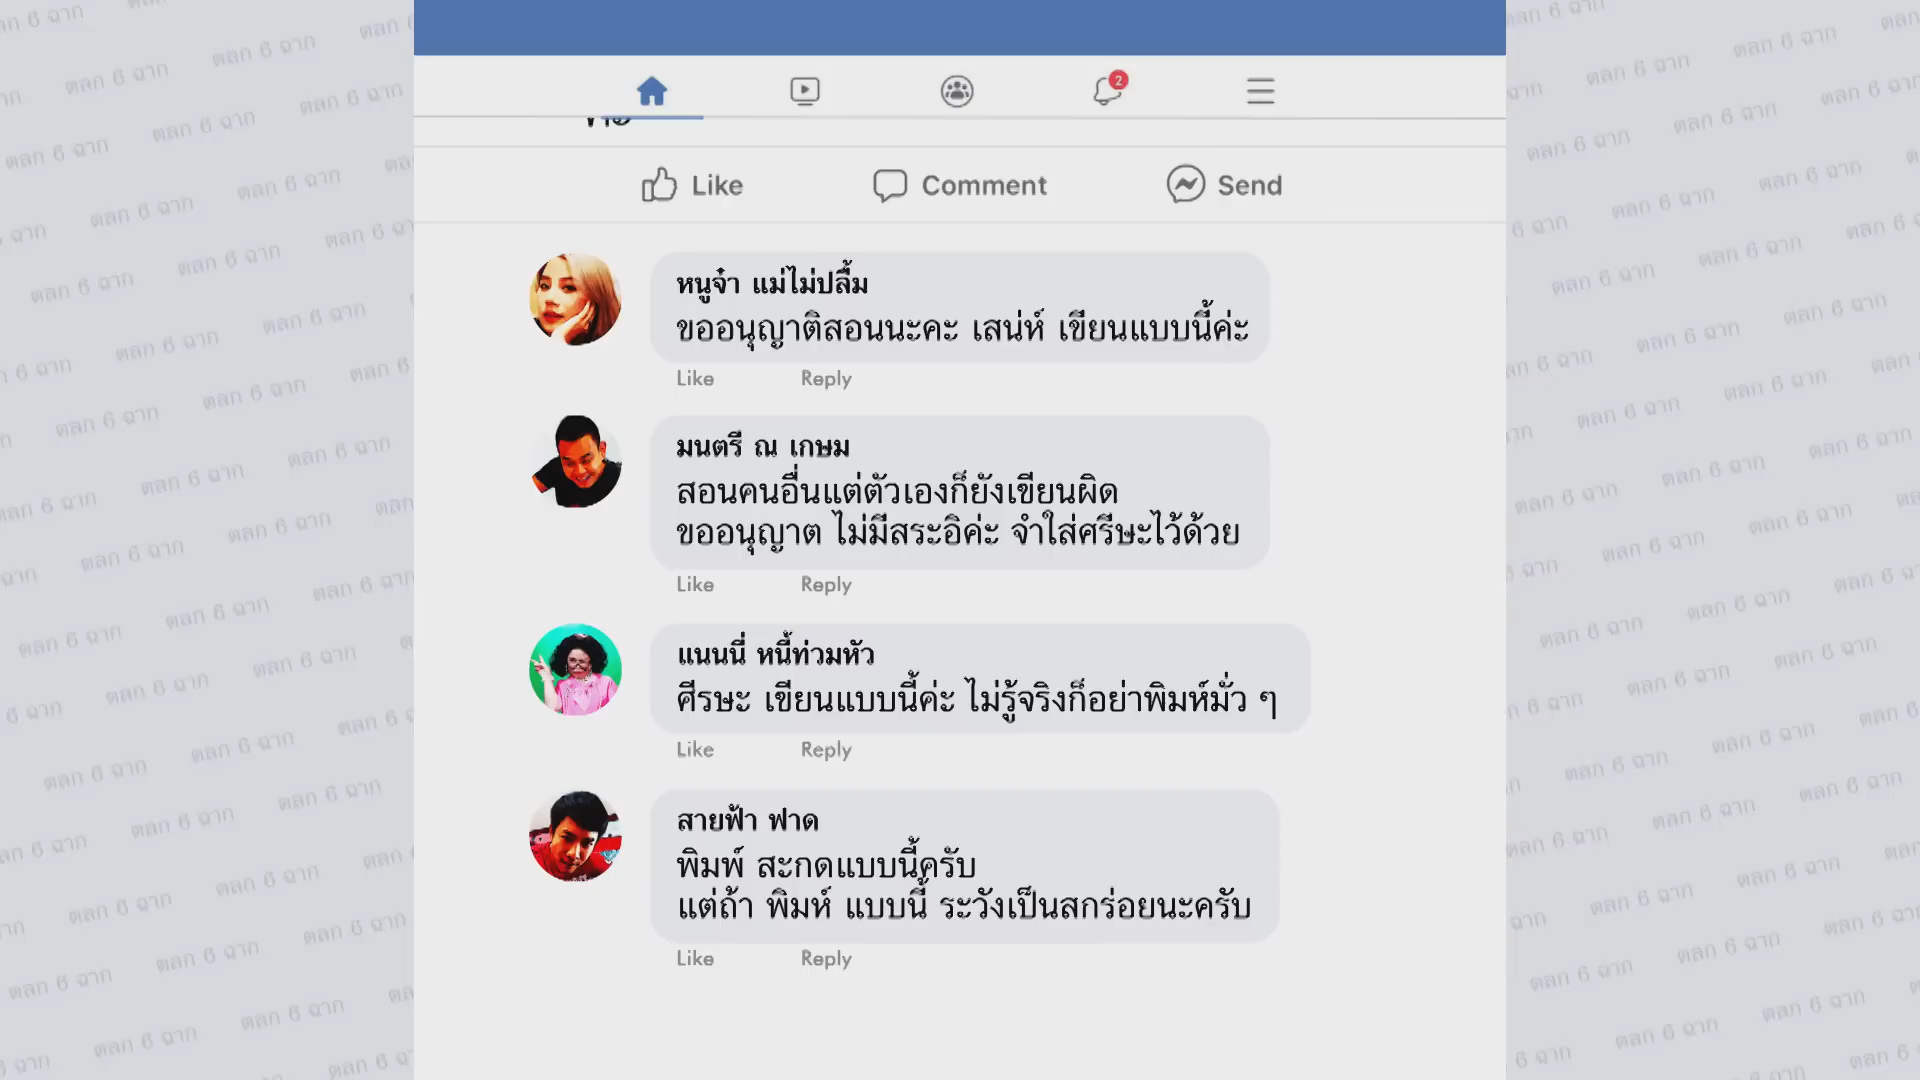 2
Like Comment Send
หนูจ๋า แม่ไม่ปลื้ม
ขออนุญาติสอนนะคะ เสน่ห์ เขียนแบบนี้ค่ะ
Like Reply
มนตรี ณ เกษม
สอนคนอื่นแต่ตัวเองก็ยังเขียนผิด
ขออนุญาต ไม่มีสระอิค่ะ จำใส่ศรีษะไว้ด้วย
Like Reply
แนนนี่ หนี้ท่วมหัว
ศีรษะ เขียนแบบนี้ค่ะ ไม่รู้จริงก็อย่าพิมห์มั่ว ๆ
Like Reply
สายฟ้า ฟาด
พิมพ์ สะกดแบบนี้ครับ
แต่ถ้า พิมห์ แบบนี้ ระวังเป็นสกร่อยนะครับ
Like Reply
ตลก 6 ฉาก